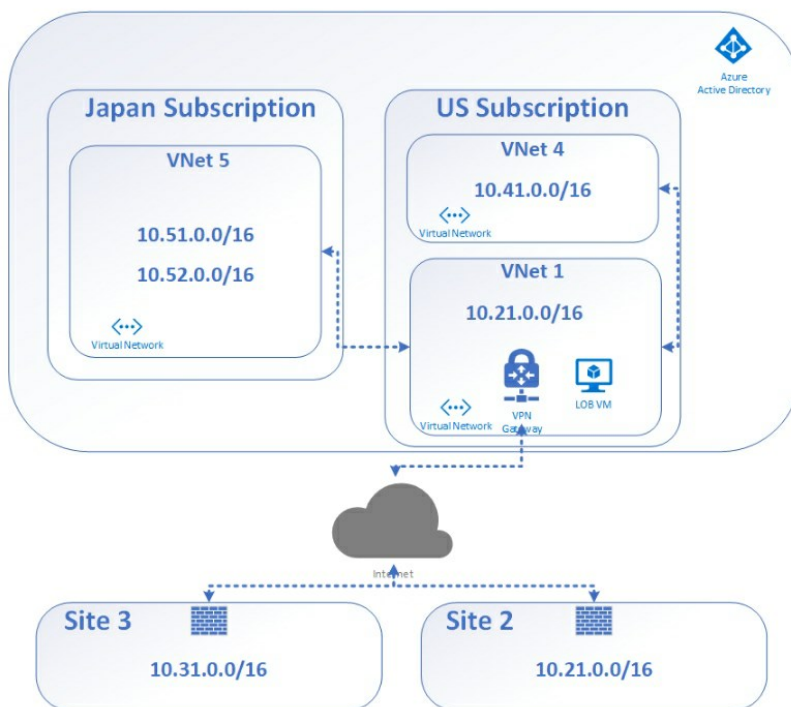 Azure
Active Directory
Japan Subscription
VNet 5
10.51.0.0/16
10.52.0.0/16
Virtual Network
US Subscription
VNet 4
10.41.0.0/16
Virtual Network
VNet 1
10.21.0.0/16
VPN
Gateway
LOB VM
Virtual Network
Internet
Site 3
10.31.0.0/16
Site 2
10.21.0.0/16